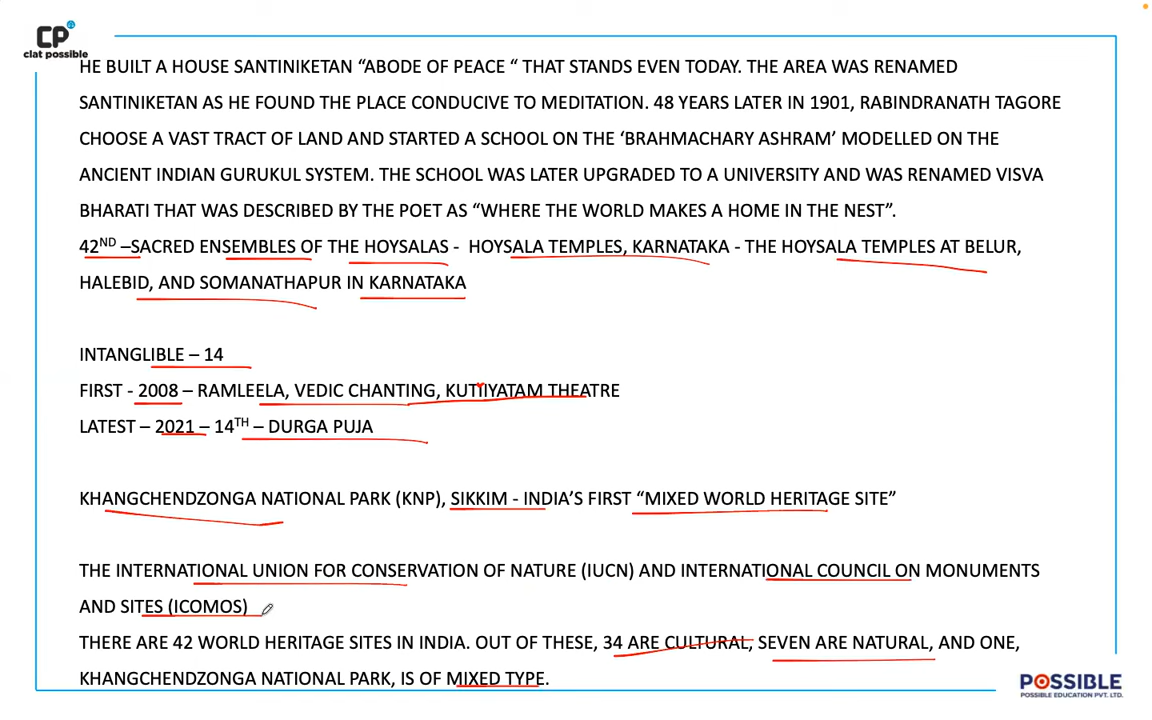 CP
clat possible
HE BUILT A HOUSE SANTINIKETAN “ABODE OF PEACE “ THAT STANDS EVEN TODAY. THE AREA WAS RENAMED
SANTINIKETAN AS HE FOUND THE PLACE CONDUCIVE TO MEDITATION. 48 YEARS LATER IN 1901, RABINDRANATH TAGORE
CHOOSE A VAST TRACT OF LAND AND STARTED A SCHOOL ON THE ‘BRAHMACHARY ASHRAM’ MODELLED ON THE
ANCIENT INDIAN GURUKUL SYSTEM. THE SCHOOL WAS LATER UPGRADED TO A UNIVERSITY AND WAS RENAMED VISVA
BHARATI THAT WAS DESCRIBED BY THE POET AS “WHERE THE WORLD MAKES A HOME IN THE NEST”.
42ND –SACRED ENSEMBLES OF THE HOYSALAS - HOYSALA TEMPLES, KARNATAKA - THE HOYSALA TEMPLES AT BELUR,
HALEBID, AND SOMANATHAPUR IN KARNATAKA
INTANGLIBLE – 14
FIRST - 2008 – RAMLEELA, VEDIC CHANTING, KUTIIYATAM THEATRE
LATEST – 2021 – 14TH – DURGA PUJA
KHANGCHENDZONGA NATIONAL PARK (KNP), SIKKIM - INDIA’S FIRST “MIXED WORLD HERITAGE SITE”
THE INTERNATIONAL UNION FOR CONSERVATION OF NATURE (IUCN) AND INTERNATIONAL COUNCIL ON MONUMENTS
AND SITES (ICOMOS)
THERE ARE 42 WORLD HERITAGE SITES IN INDIA. OUT OF THESE, 34 ARE CULTURAL, SEVEN ARE NATURAL, AND ONE,
KHANGCHENDZONGA NATIONAL PARK, IS OF MIXED TYPE.
POSSIBLE
POSSIBLE EDUCATION PVT. LTD.